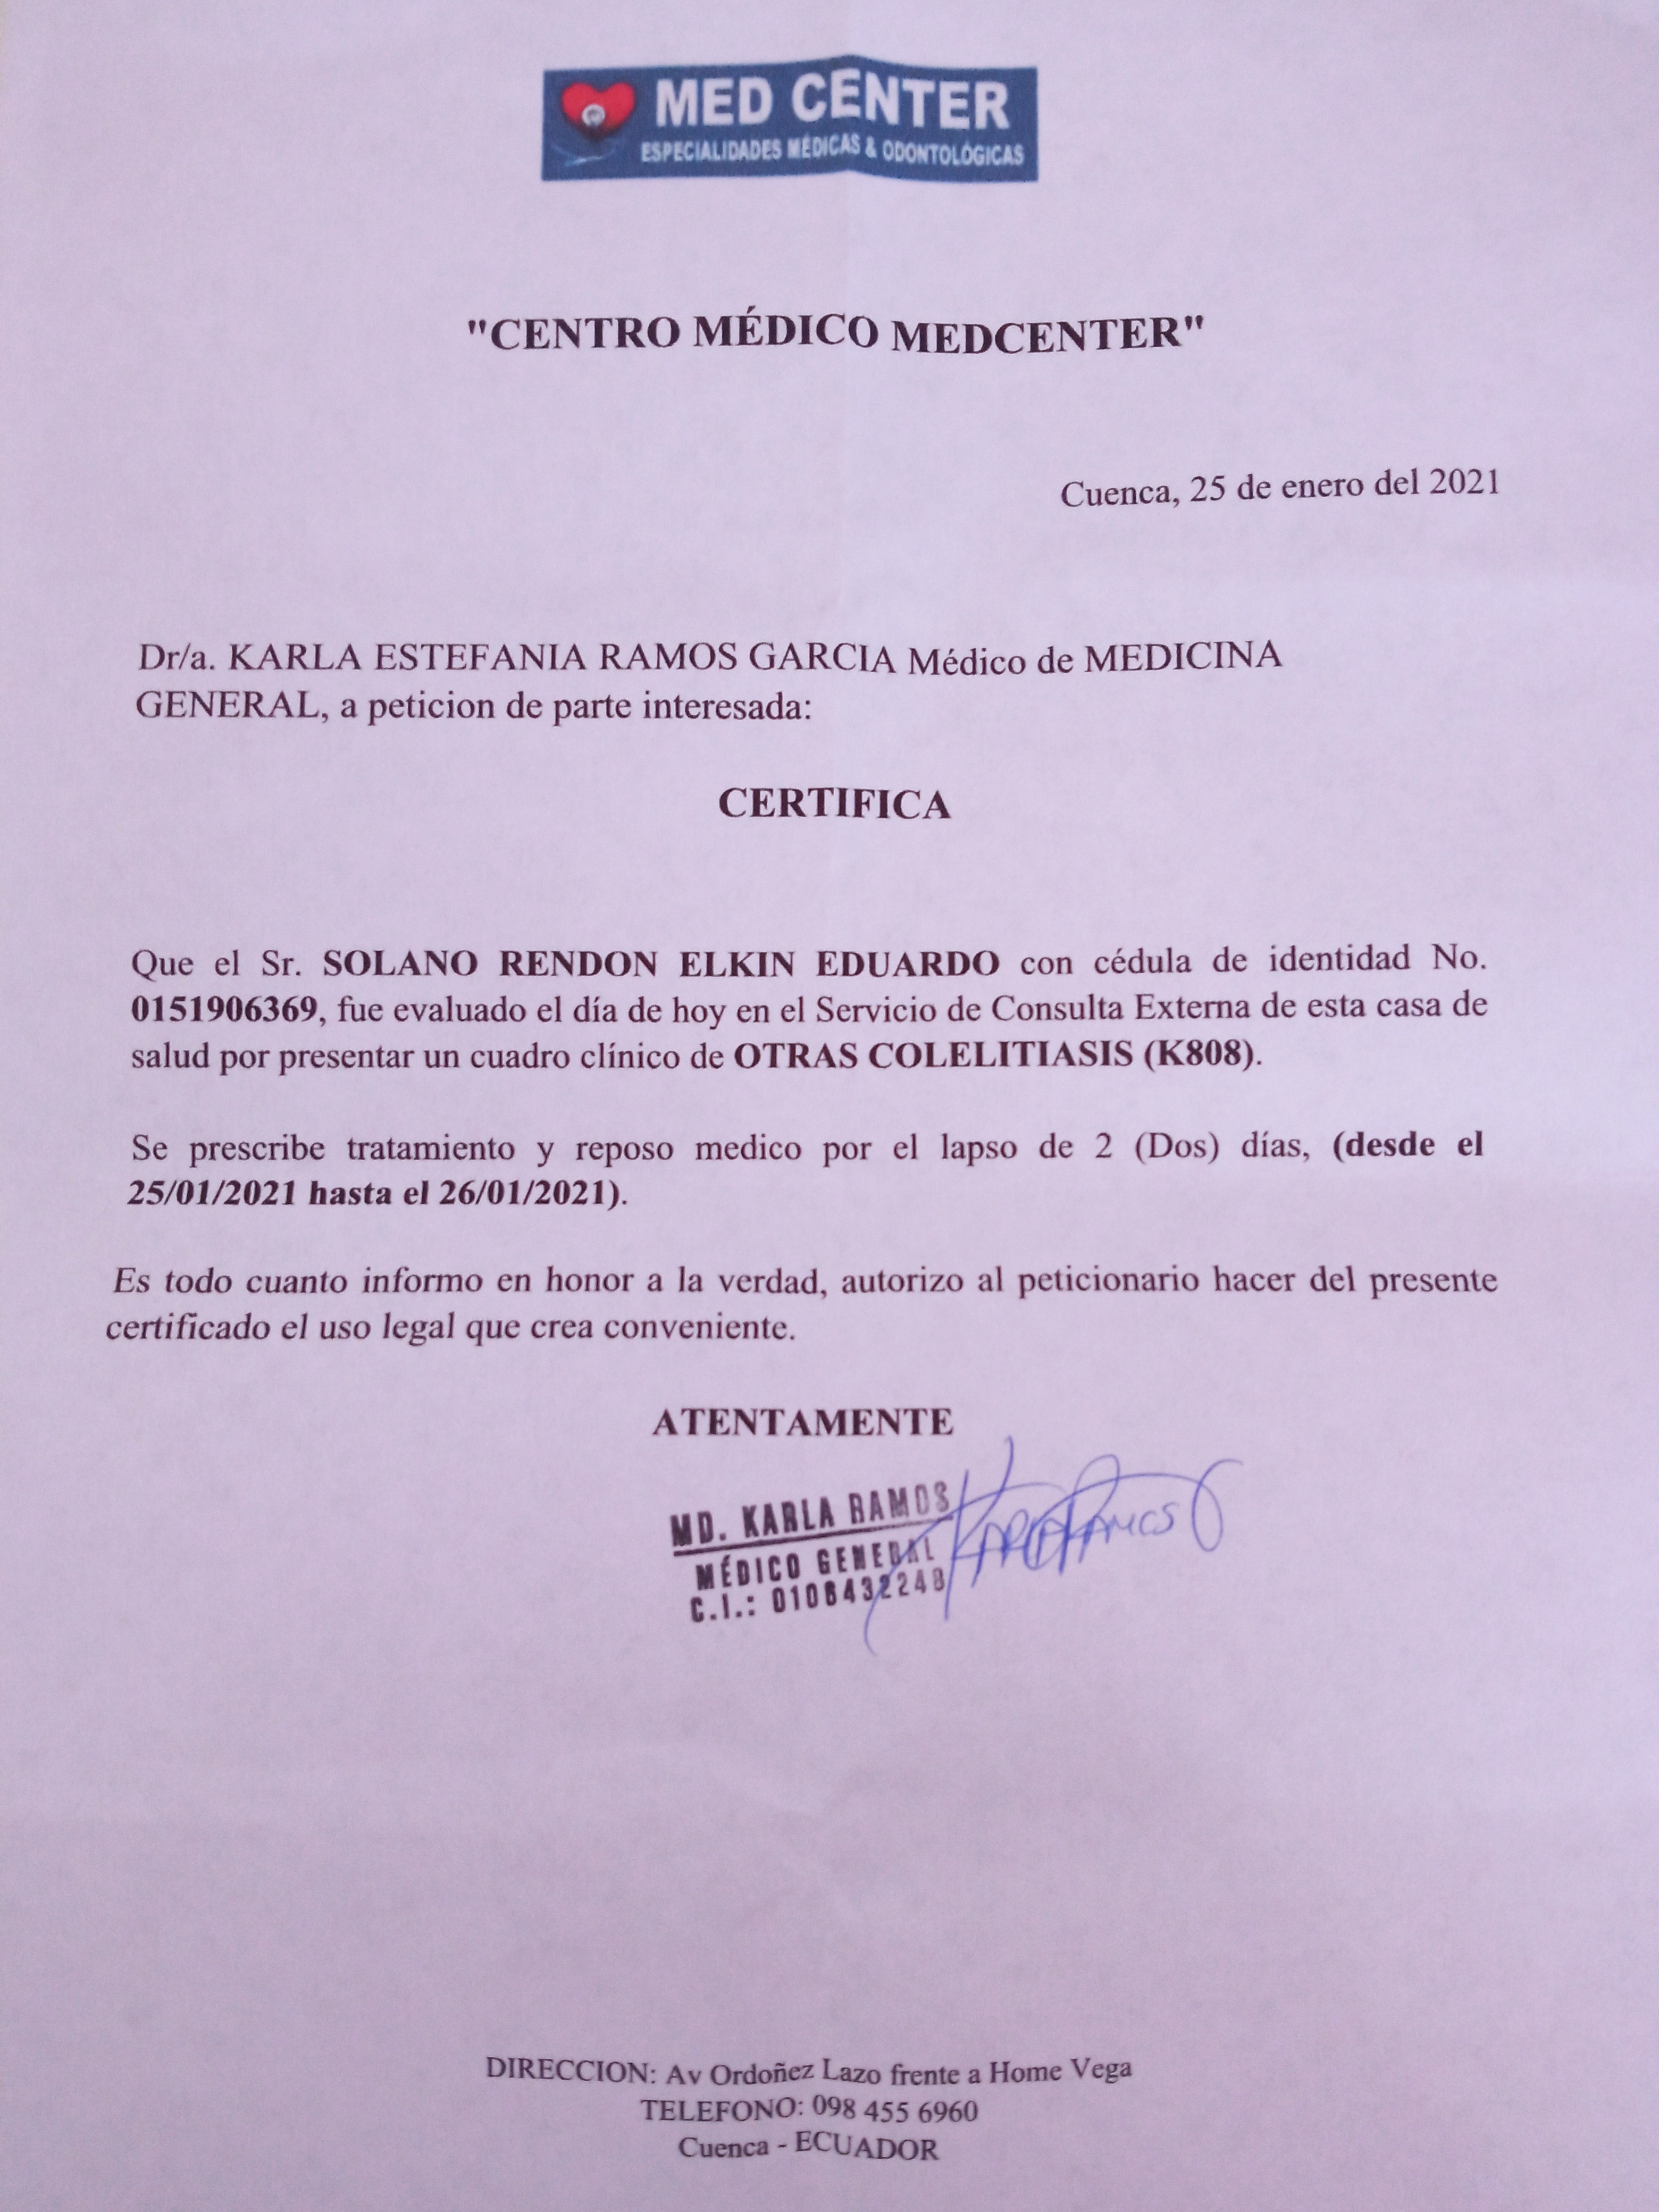 MED CENTER
ESPECIALIDADES MÉDICAS & ODONTOLÓGICAS
"CENTRO MÉDICO MEDCENTER"
Cuenca, 25 de enero del 2021
Dr/a. KARLA ESTEFANIA RAMOS GARCIA Médico de MEDICINA
GENERAL, a peticion de parte interesada:
CERTIFICA
Que el Sr. SOLANO RENDON ELKIN EDUARDO con cédula de identidad No.
0151906369, fue evaluado el día de hoy en el Servicio de Consulta Externa de esta casa de
salud por presentar un cuadro clínico de OTRAS COLELITIASIS (K808).
Se prescribe tratamiento y reposo medico por el lapso de 2 (Dos) días, (desde el
25/01/2021 hasta el 26/01/2021).
Es todo cuanto informo en honor a la verdad, autorizo al peticionario hacer del presente
certificado el uso legal que crea conveniente.
ATENTAMENTE
MD. KARLA RAMOS
MÉDICO GENERAL
C.I.:
DIRECCION: Av Ordoñez Lazo frente a Home Vega
TELEFONO: 098 455 6960
Cuenca - ECUADOR